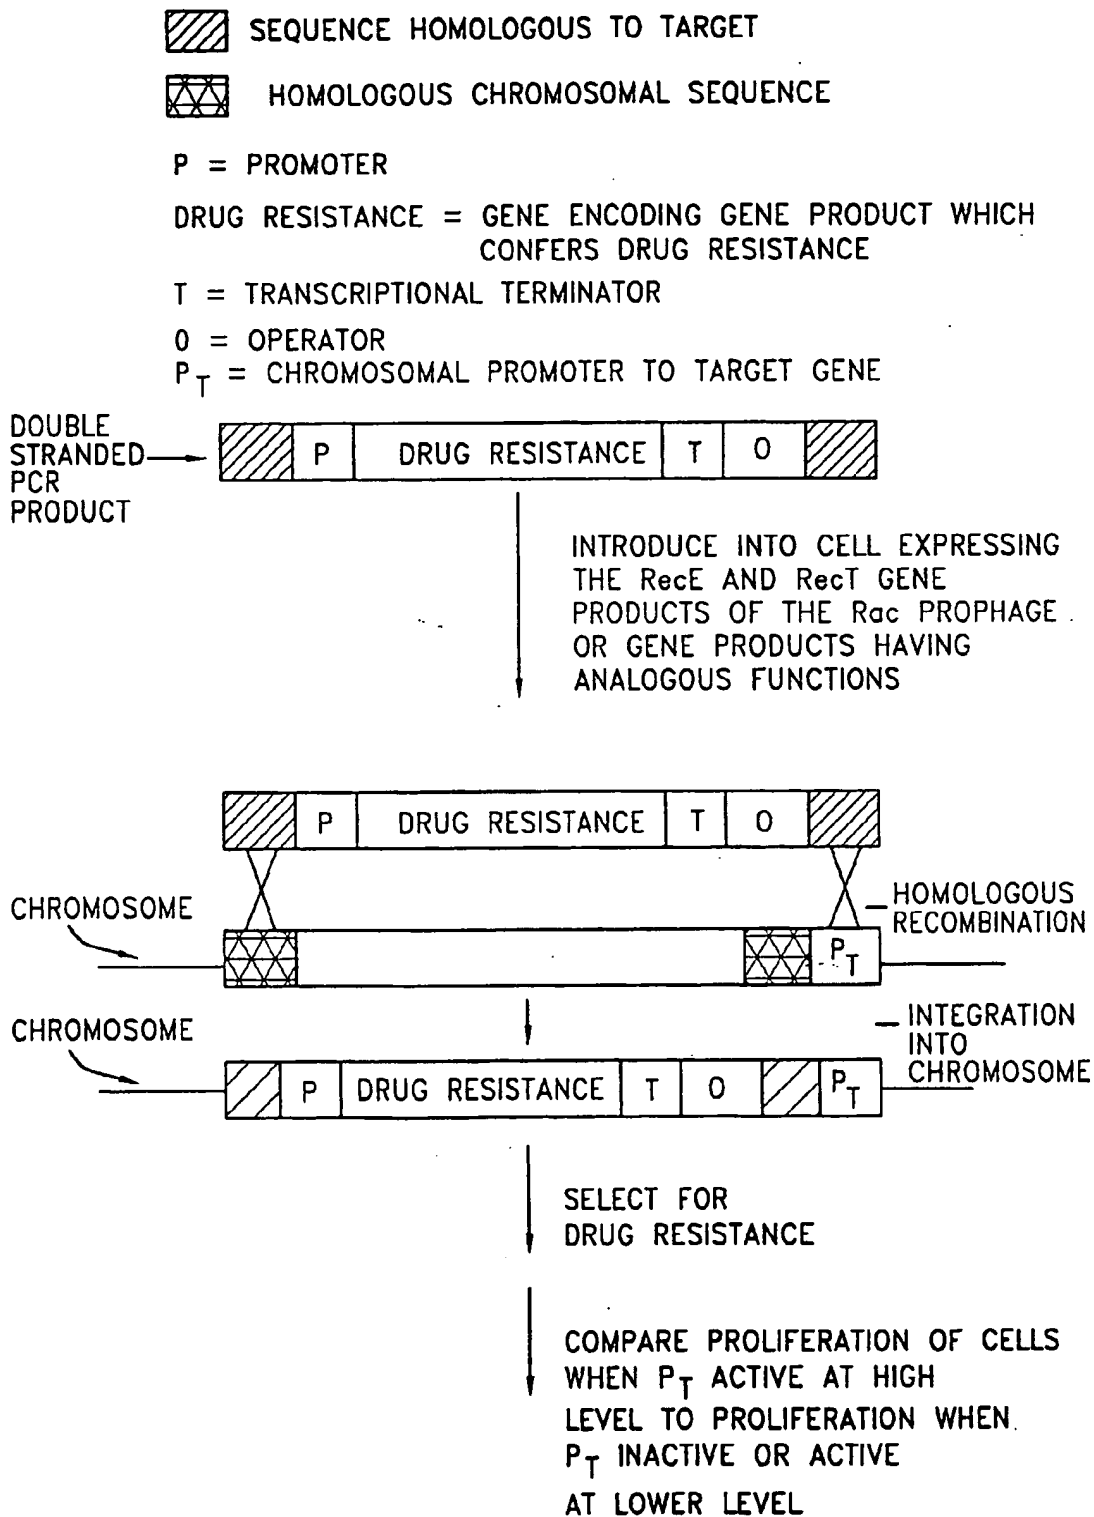 SEQUENCE HOMOLOGOUS TO TARGET
HOMOLOGOUS CHROMOSOMAL SEQUENCE
P = PROMOTER
DRUG RESISTANCE = GENE ENCODING GENE PRODUCT WHICH
CONFERS DRUG RESISTANCE
T = TRANSCRIPTIONAL TERMINATOR
O = OPERATOR
PT = CHROMOSOMAL PROMOTER TO TARGET GENE
DOUBLE
STRANDED
PCR
PRODUCT
P DRUG RESISTANCE T O
INTRODUCE INTO CELL EXPRESSING
THE RecE AND RecT GENE
PRODUCTS OF THE Rac PROPHAGE
OR GENE PRODUCTS HAVING
ANALOGOUS FUNCTIONS
P DRUG RESISTANCE T O
HOMOLOGOUS
RECOMBINATION
CHROMOSOME
PT
CHROMOSOME
INTEGRATION
INTO
CHROMOSOME
P DRUG RESISTANCE T O PT
SELECT FOR
DRUG RESISTANCE
COMPARE PROLIFERATION OF CELLS
WHEN PT ACTIVE AT HIGH
LEVEL TO PROLIFERATION WHEN
PT INACTIVE OR ACTIVE
AT LOWER LEVEL